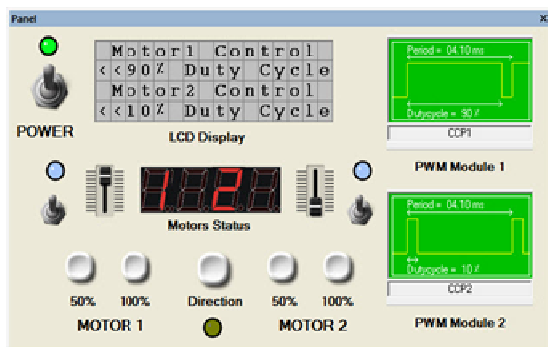 Panel
Motor1 Control
<<90% Duty Cycle
Motor2 Control
<<10% Duty Cycle
LCD Display
POWER
1 2
Motors Status
50% 100% Direction 50% 100%
MOTOR 1 MOTOR 2
Period = 04.10 ms
Dutycycle = 90 %
CCP1
PWM Module 1
Period = 04.10 ms
Dutycycle = 10 %
CCP2
PWM Module 2